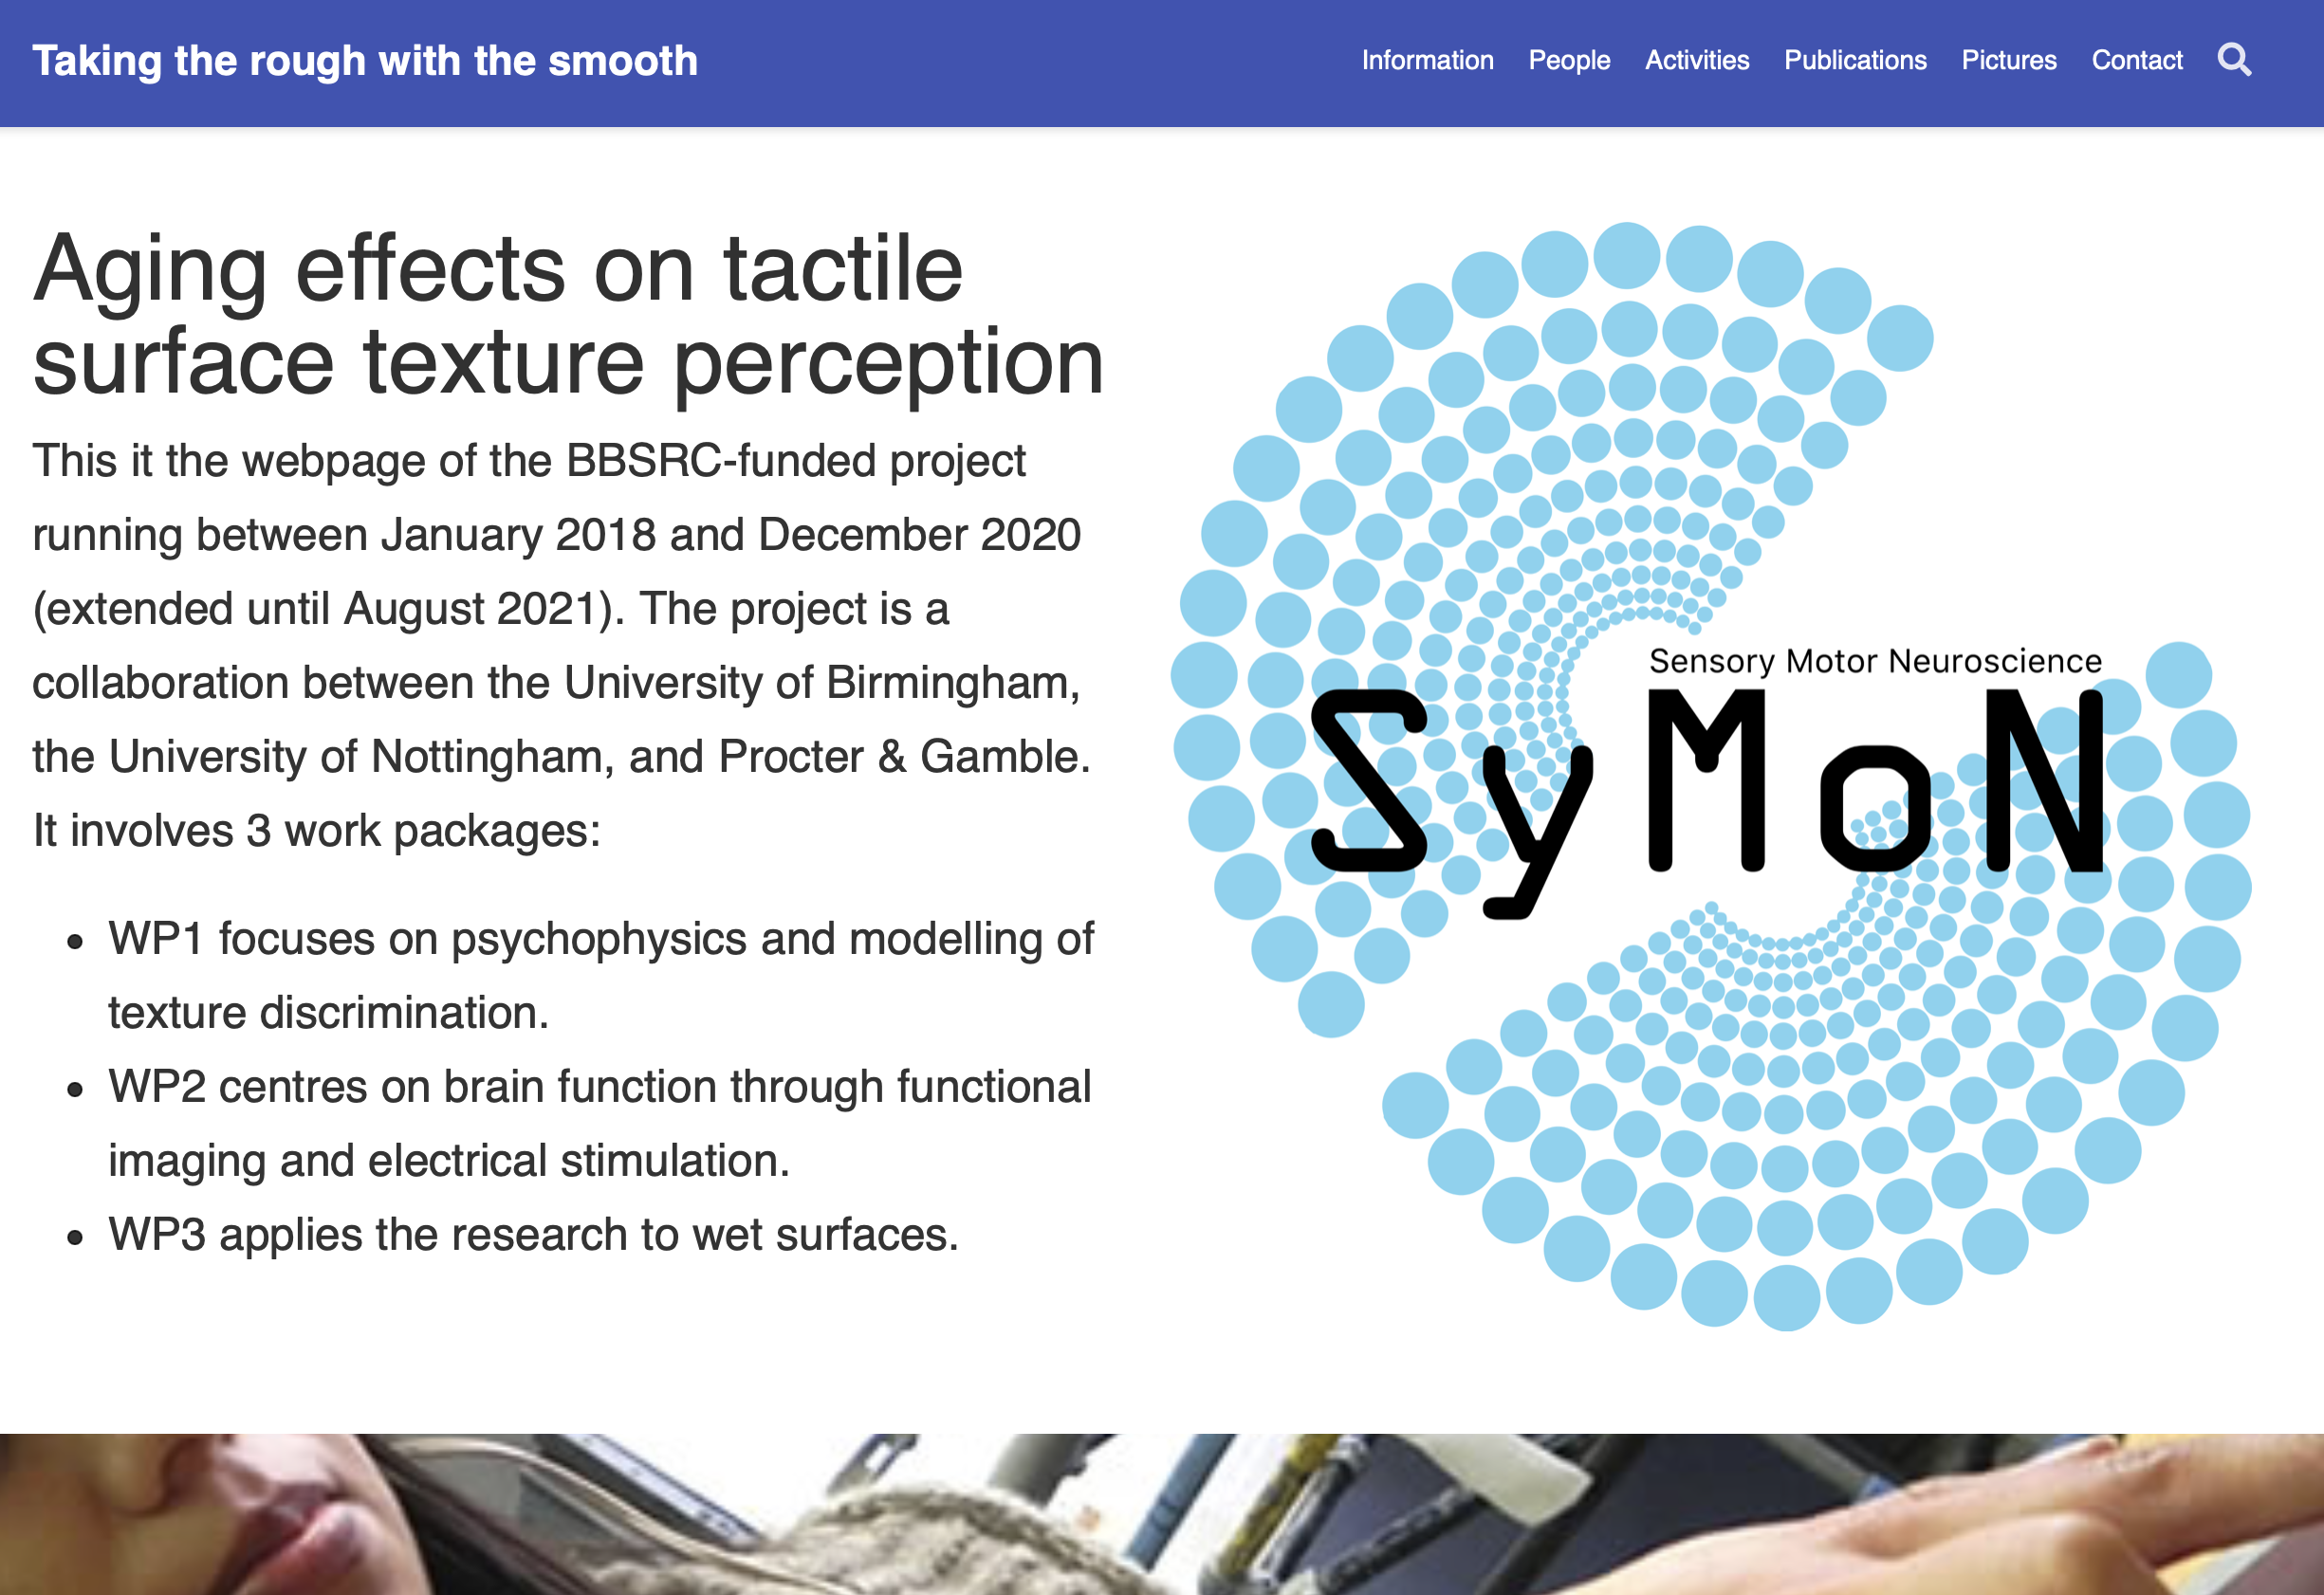 Taking the rough with the smooth
Information People Activities Publications Pictures Contact
Aging effects on tactile
surface texture perception
This it the webpage of the BBSRC-funded project
running between January 2018 and December 2020
(extended until August 2021). The project is a
collaboration between the University of Birmingham,
the University of Nottingham, and Procter & Gamble.
It involves 3 work packages:
• WP1 focuses on psychophysics and modelling of
texture discrimination.
• WP2 centres on brain function through functional
imaging and electrical stimulation.
• WP3 applies the research to wet surfaces.
Sensory Motor Neuroscience
SyMoN